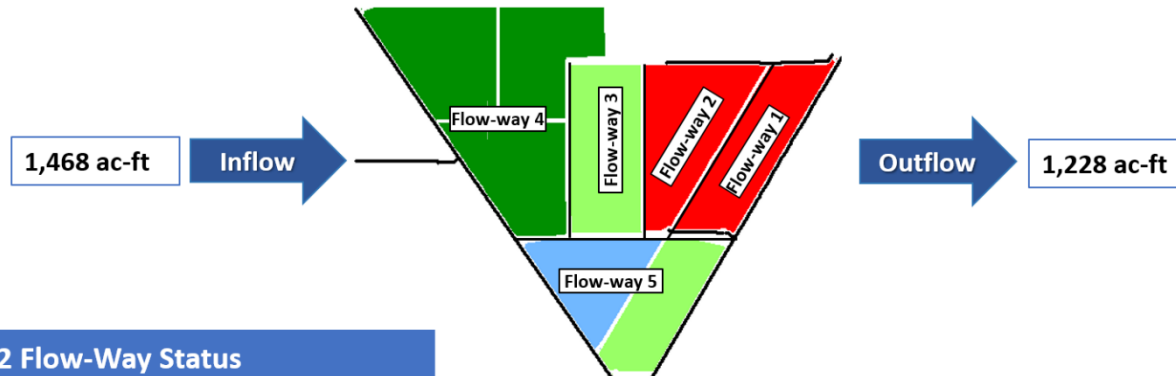 1,468 ac-ft
Inflow
Flow-way 4
Flow-way 3
Flow-way 2
Flow-way 1
Flow-way 5
Outflow
1,228 ac-ft
2 Flow-Way Status